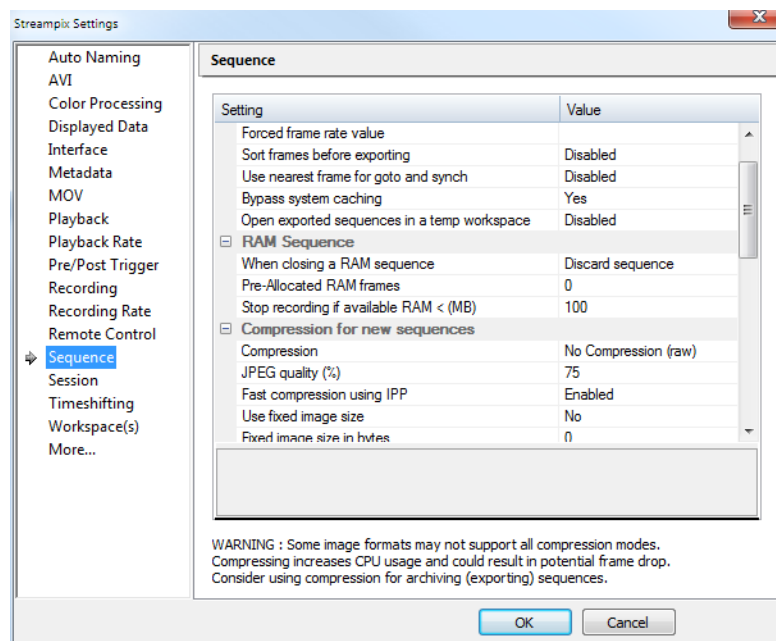 Streampix Settings
X
Auto Naming
AVI
Color Processing
Displayed Data
Interface
Metadata
MOV
Playback
Playback Rate
Pre/Post Trigger
Recording
Recording Rate
Remote Control
Sequence
Session
Timeshifting
Workspace(s)
More...
Sequence
Setting Value
Forced frame rate value
Sort frames before exporting Disabled
Use nearest frame for goto and synch Disabled
Bypass system caching Yes
Open exported sequences in a temp workspace Disabled
RAM Sequence
When closing a RAM sequence Discard sequence
Pre-Allocated RAM frames 0
Stop recording if available RAM < (MB) 100
Compression for new sequences
Compression No Compression (raw)
JPEG quality (%) 75
Fast compression using IPP Enabled
Use fixed image size No
Fixed image size in bytes 0
WARNING : Some image formats may not support all compression modes.
Compressing increases CPU usage and could result in potential frame drop.
Consider using compression for archiving (exporting) sequences.
OK Cancel